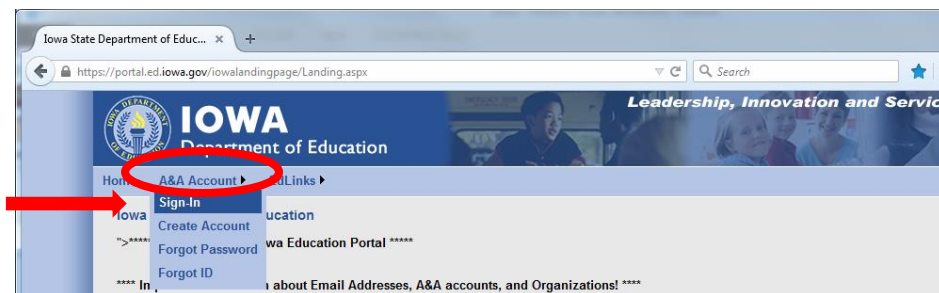 Iowa State Department of Educ... × +
https://portal.ed.iowa.gov/iowalandingpage/Landing.aspx
Search
Leadership, Innovation and Servic
IOWA
Department of Education
Hom A&A Account EdLinks
Sign-In
Iowa ucation
Create Account
">***** wa Education Portal *****
Forgot Password
Forgot ID
**** In about Email Addresses, A&A accounts, and Organizations! ****